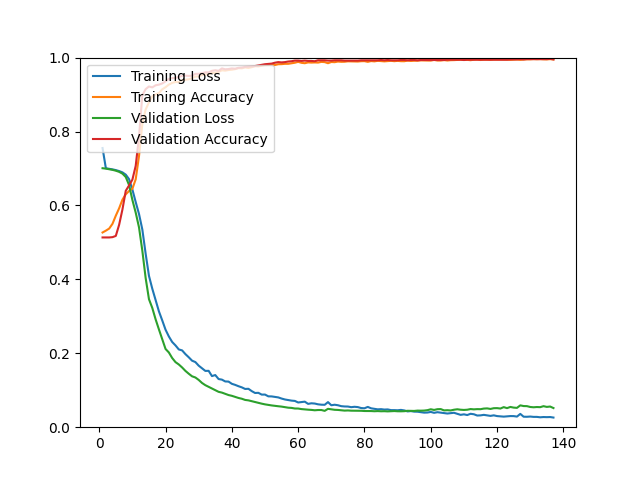 1.0
0.8
0.6
0.4
0.2
0.0
Training Loss
Training Accuracy
Validation Loss
Validation Accuracy
0 20 40 60 80 100 120 140